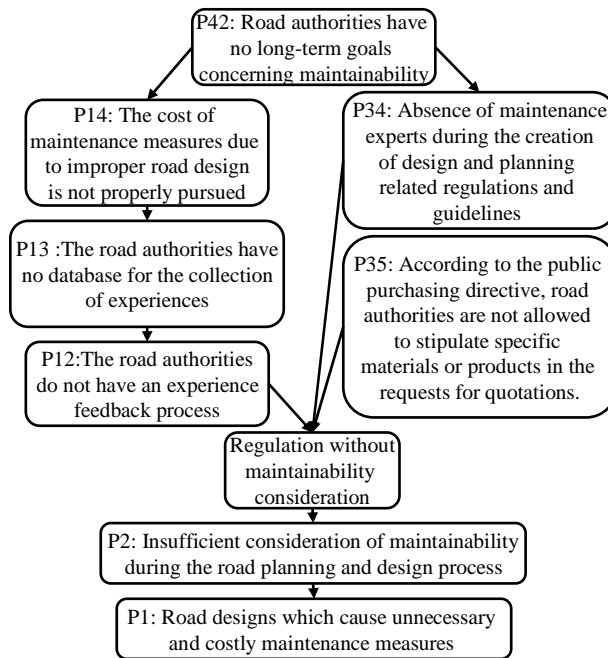 P42: Road authorities have
no long-term goals
concerning maintainability
P14: The cost of
maintenance measures due
to improper road design
is not properly pursued
P34: Absence of maintenance
experts during the creation
of design and planning
related regulations and
guidelines
P13 :The road authorities have
no database for the collection
of experiences
P35: According to the public
purchasing directive, road
authorities are not allowed
to stipulate specific
materials or products in the
requests for quotations.
P12:The road authorities
do not have an experience
feedback process
Regulation without
maintainability
consideration
P2: Insufficient consideration of maintainability
during the road planning and design process
P1: Road designs which cause unnecessary
and costly maintenance measures